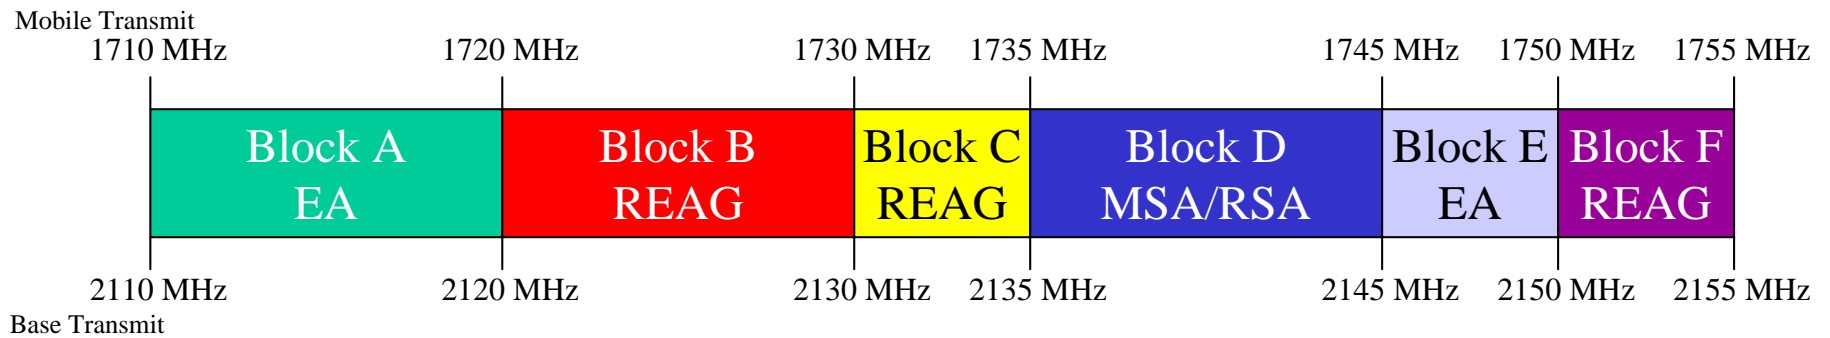 Mobile Transmit
1710 MHz 1720 MHz 1730 MHz 1735 MHz 1745 MHz 1750 MHz 1755 MHz
Block A Block B Block C Block D Block E Block F
EA REAG REAG MSA/RSA EA REAG
2110 MHz 2120 MHz 2130 MHz 2135 MHz 2145 MHz 2150 MHz 2155 MHz
Base Transmit